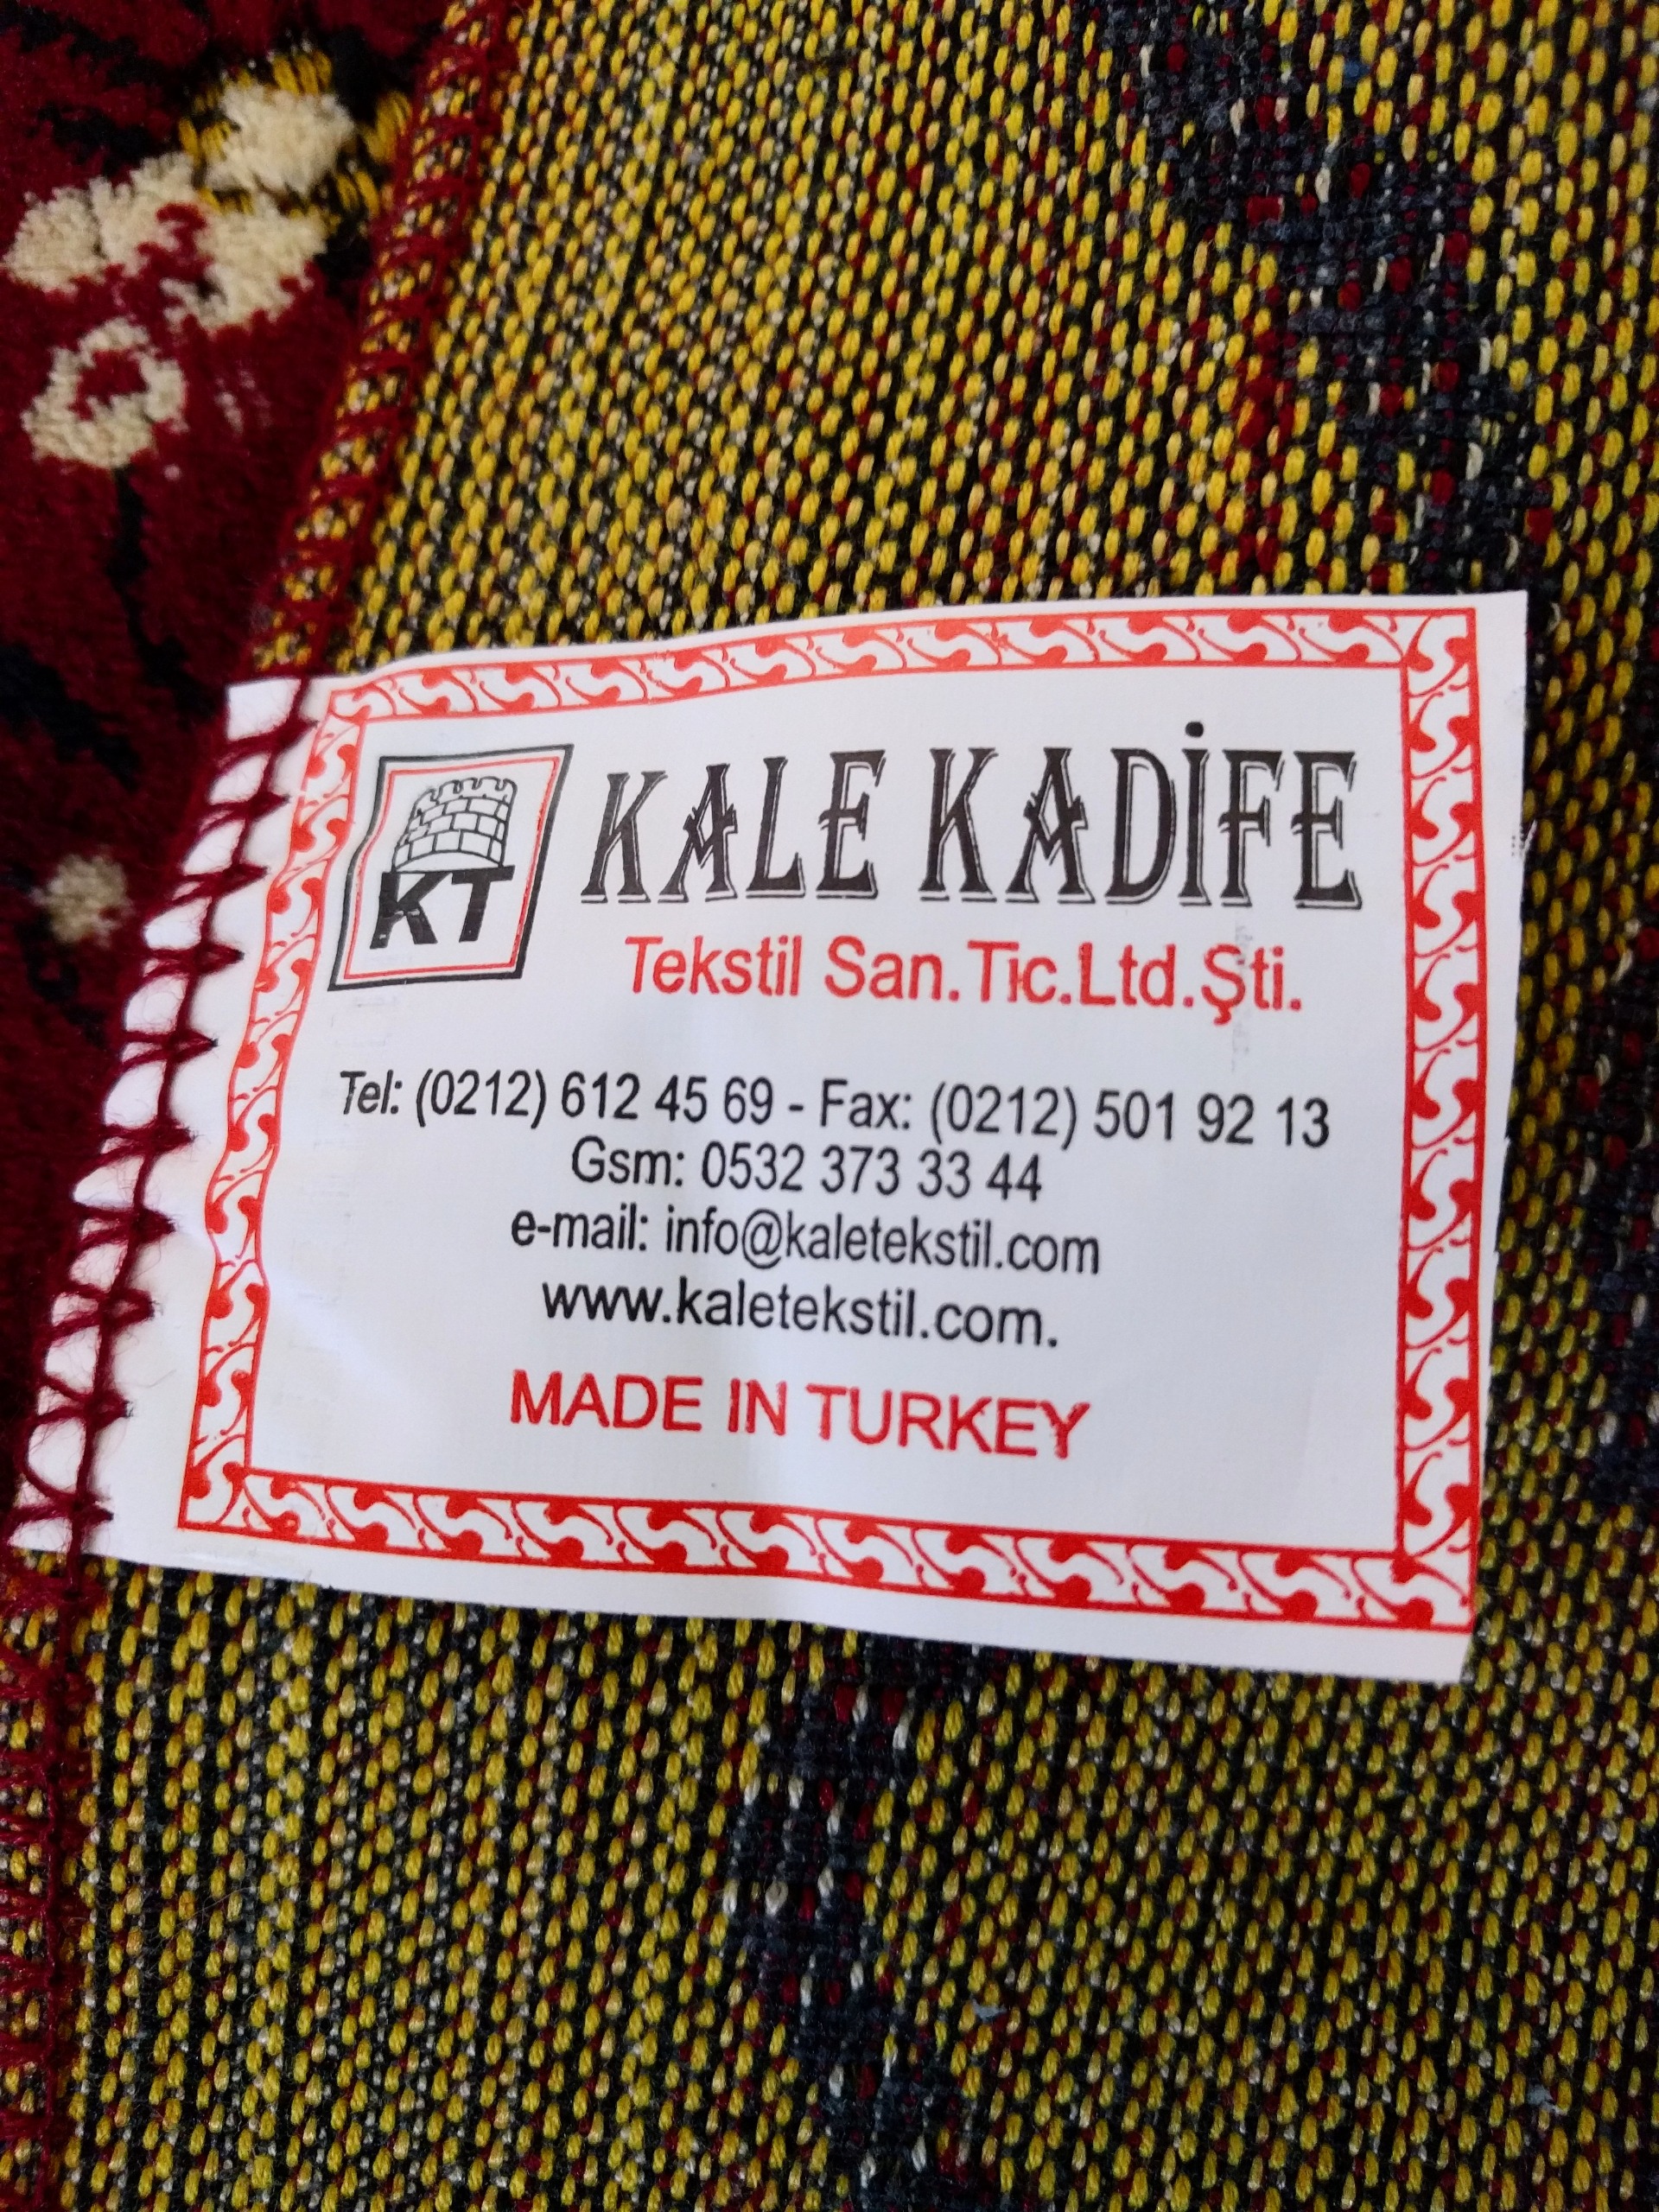 KT
KALE KADİFE
Tekstil San.Tic.Ltd.Şti.
Tel: (0212) 612 45 69 - Fax: (0212) 501 92 13
Gsm: 0532 373 33 44
e-mail: info@kaletekstil.com
www.kaletekstil.com.
MADE IN TURKEY